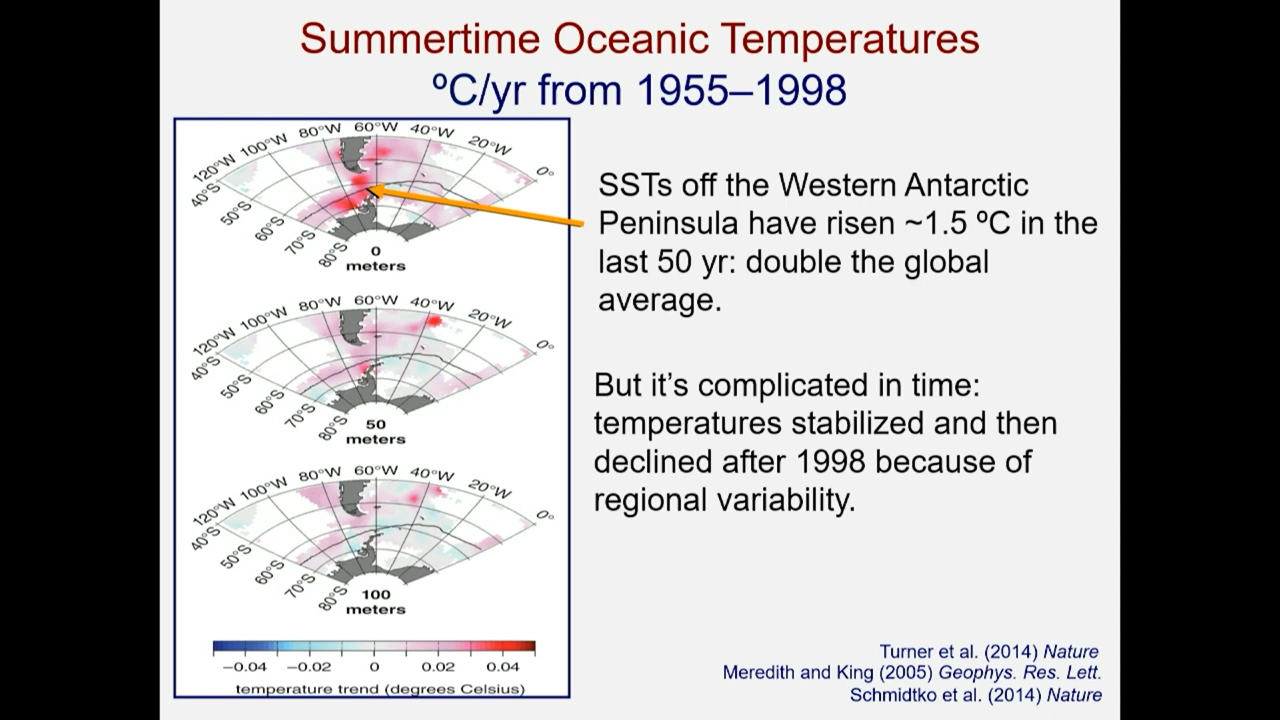 Summertime Oceanic Temperatures
ºC/yr from 1955–1998
120°W 100°W 80°W 60°W 40°W 20°W 0°
40°S
50°S
60°S
70°S
80°S
0
meters
120°W 100°W 80°W 60°W 40°W 20°W 0°
40°S
50°S
60°S
70°S
80°S
50
meters
120°W 100°W 80°W 60°W 40°W 20°W 0°
40°S
50°S
60°S
70°S
80°S
100
meters
−0.04 −0.02 0 0.02 0.04
temperature trend (degrees Celsius)
SSTs off the Western Antarctic
Peninsula have risen ~1.5 ºC in the
last 50 yr: double the global
average.
But it’s complicated in time:
temperatures stabilized and then
declined after 1998 because of
regional variability.
Turner et al. (2014) Nature
Meredith and King (2005) Geophys. Res. Lett.
Schmidtko et al. (2014) Nature